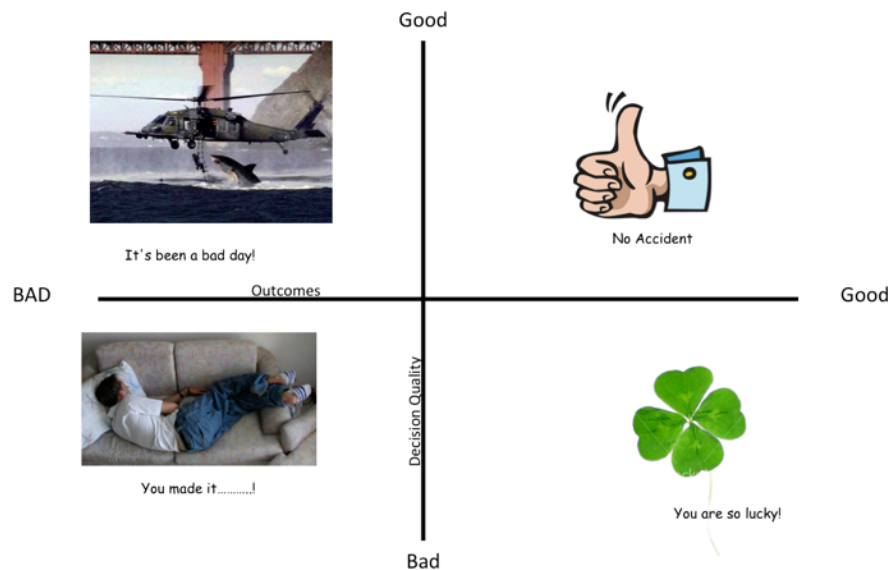 Good
It's been a bad day!
No Accident
BAD
Outcomes
Good
Decision Quality
You made it...........!
You are so lucky!
Bad